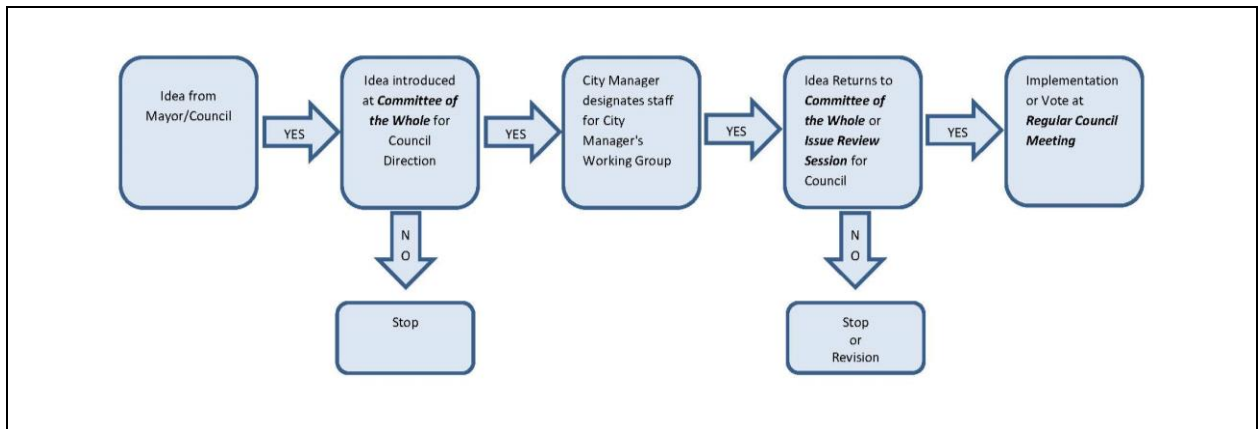 Idea from
Mayor/Council
YES
Idea introduced
at Committee of
the Whole for
Council
Direction
YES
City Manager
designates staff
for City
Manager's
Working Group
YES
Idea Returns to
Committee of
the Whole or
Issue Review
Session for
Council
YES
Implementation
or Vote at
Regular Council
Meeting
N
O
Stop
N
O
Stop
or
Revision